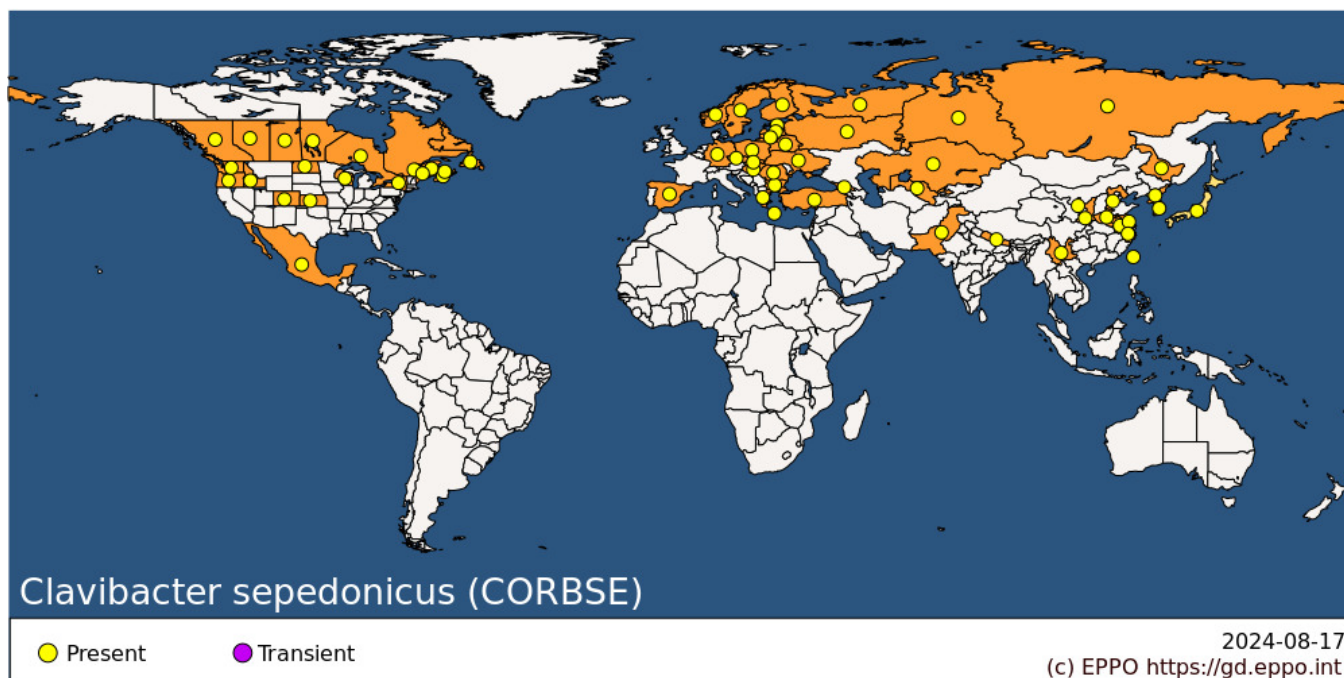 Clavibacter sepedonicus (CORBSE)
Present
Transient
2024-08-17
(c) EPPO https://gd.eppo.int